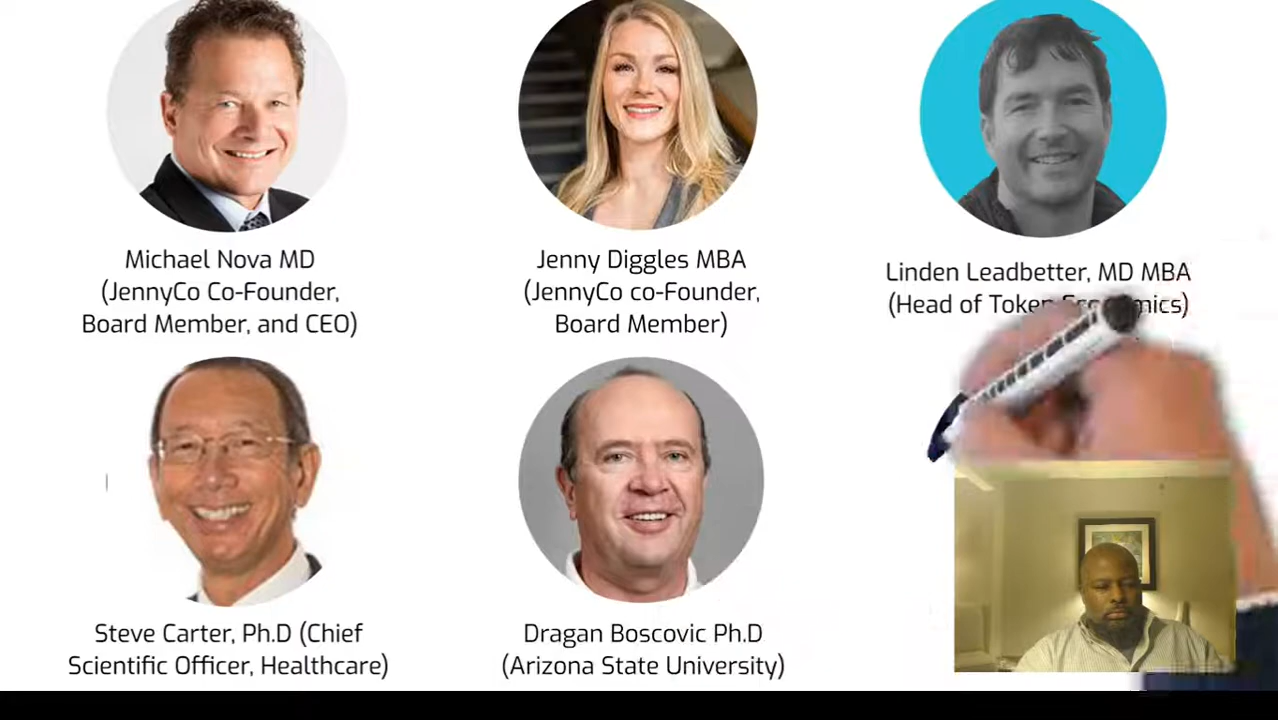 Michael Nova MD
(JennyCo Co-Founder,
Board Member, and CEO)
Jenny Diggles MBA
(JennyCo co-Founder,
Board Member)
Linden Leadbetter, MD MBA
(Head of Token
Steve Carter, Ph.D (Chief
Scientific Officer, Healthcare)
Dragan Boscovic Ph.D
(Arizona State University)